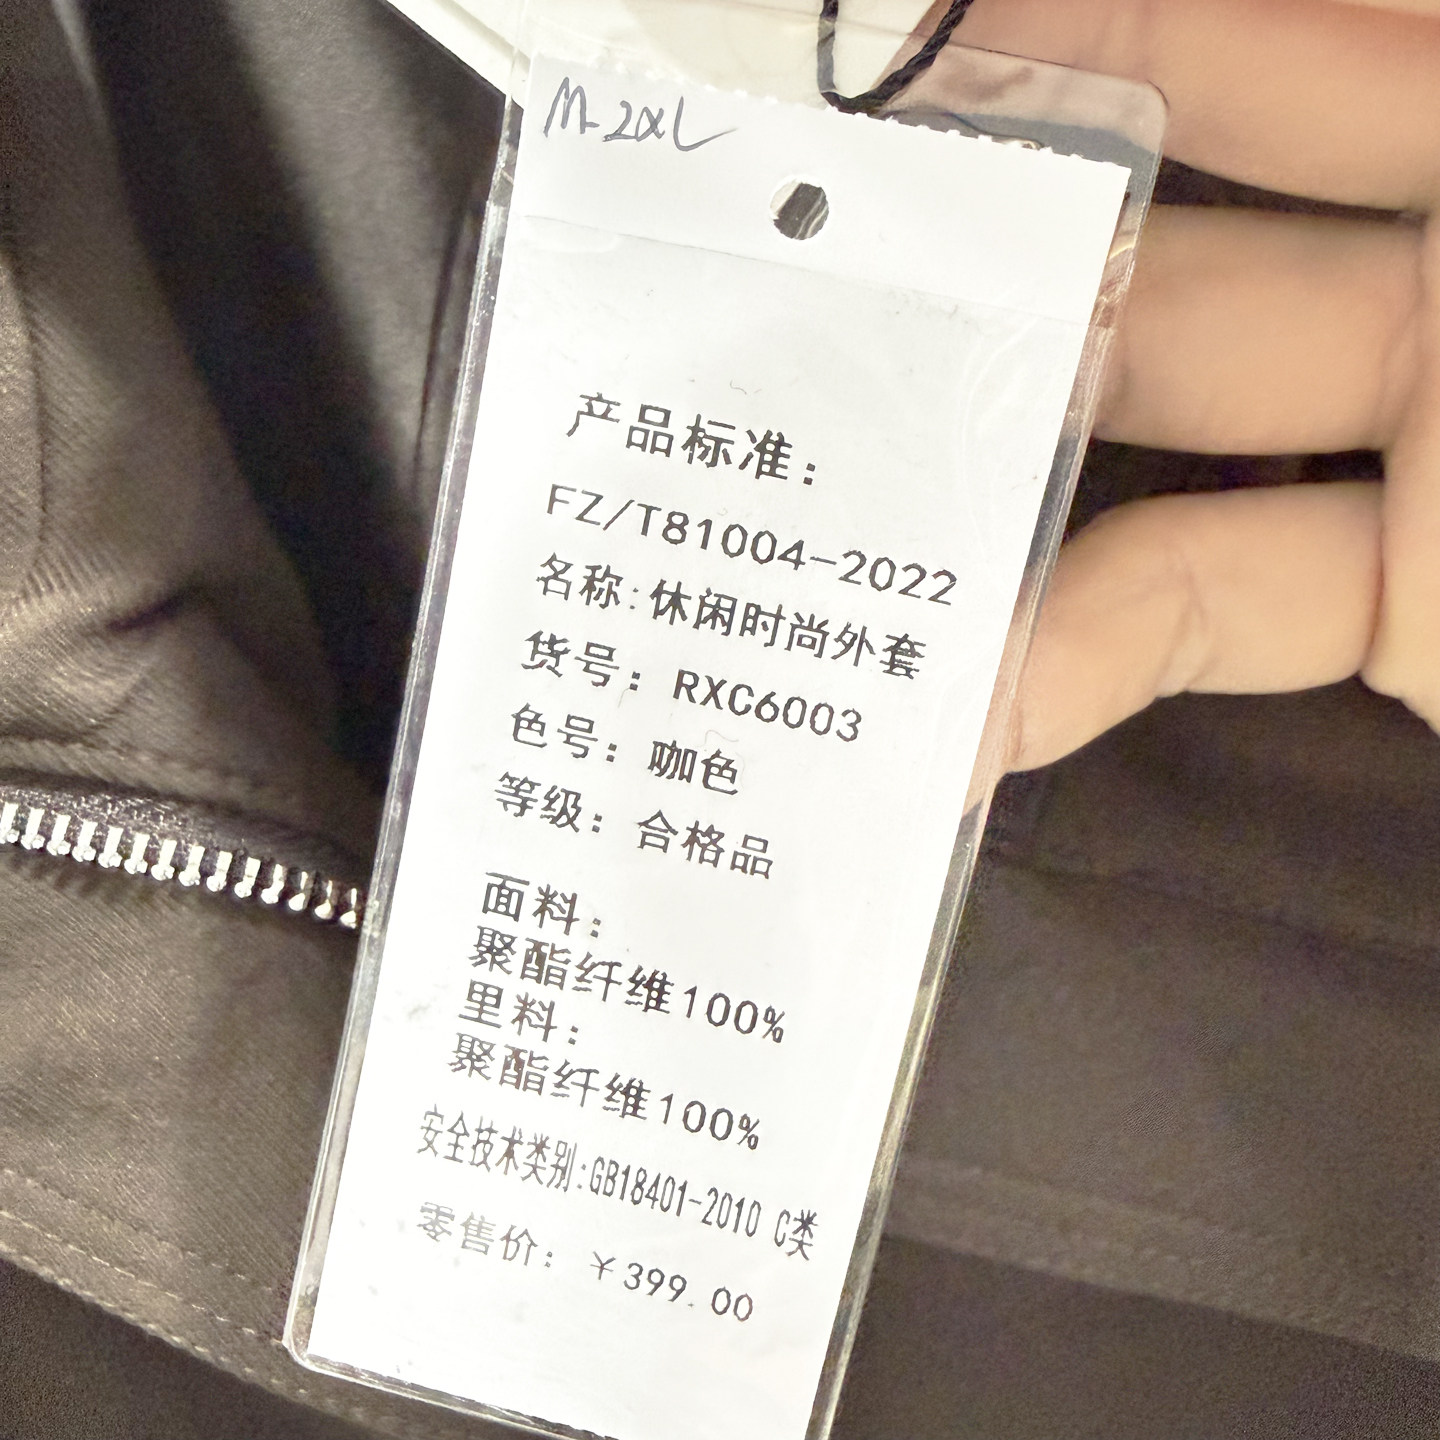 M-2XL
产品标准：
FZ/T81004-2022
名称:休闲时尚外套
货号：RXC6003
色号：咖色
等级：合格品
面料：
聚酯纤维100%
里料：
聚酯纤维100%
安全技术类别:GB18401-2010 C类
零售价：￥399.00